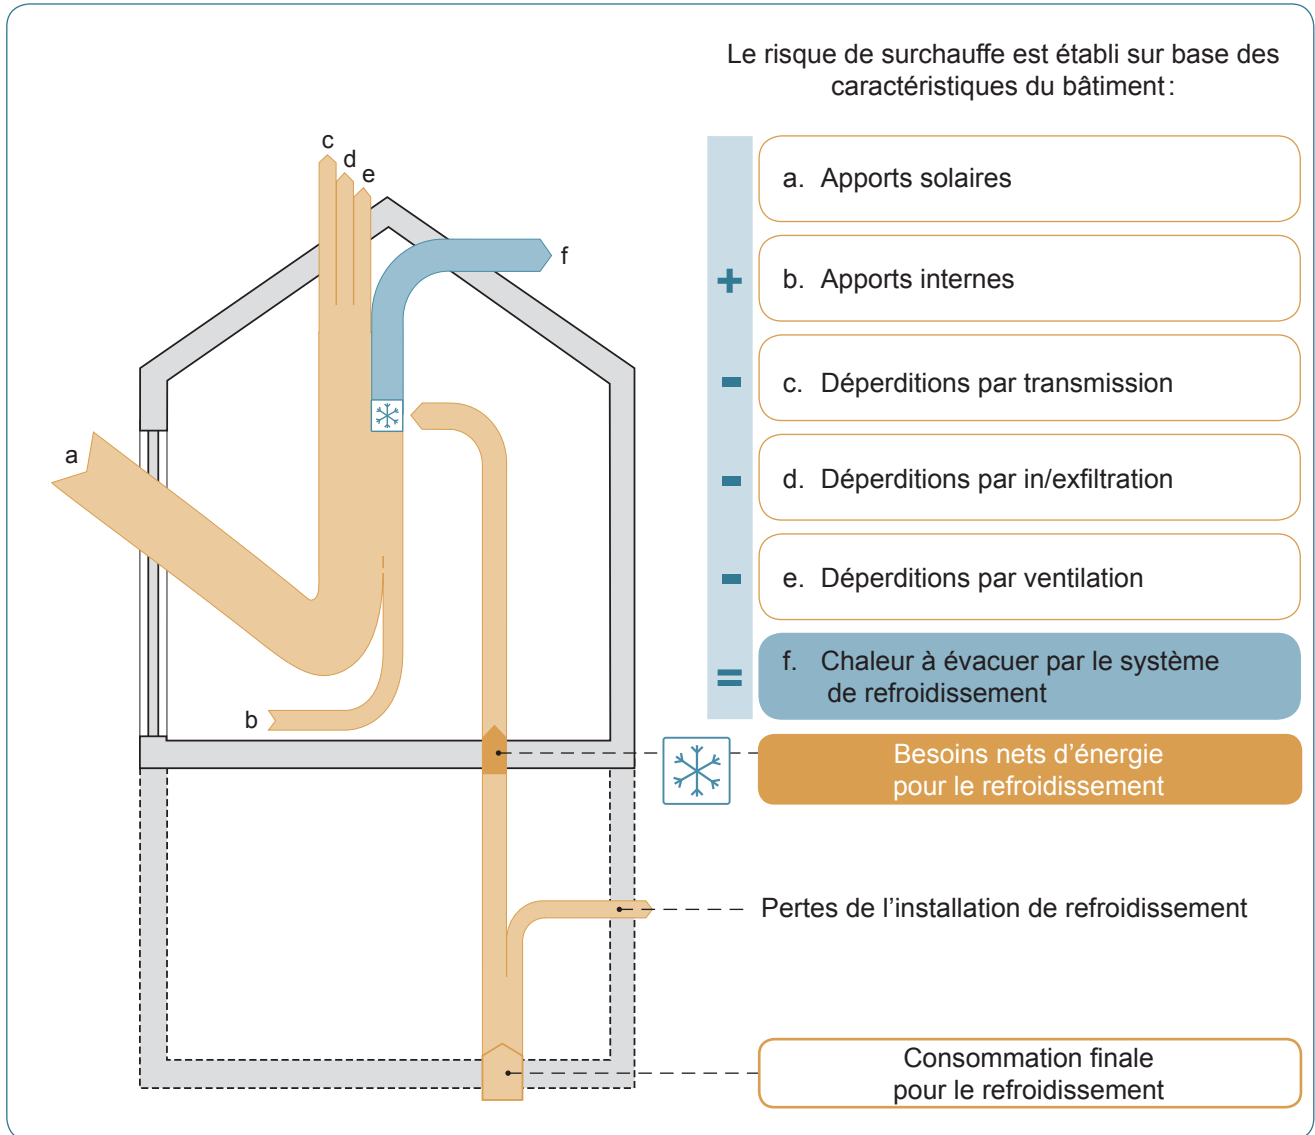 Le risque de surchauffe est établi sur base des
caractéristiques du bâtiment :
c
d
e
a. Apports solaires
f
+ b. Apports internes
- c. Déperditions par transmission
a
- d. Déperditions par in/exfiltration
- e. Déperditions par ventilation
= f. Chaleur à évacuer par le système
de refroidissement
b
Besoins nets d'énergie
pour le refroidissement
Pertes de l'installation de refroidissement
Consommation finale
pour le refroidissement